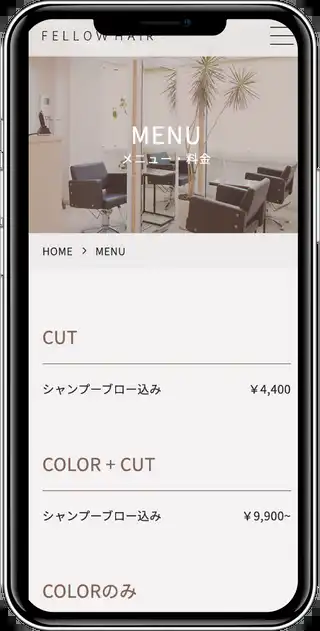 FELLOW HAIR
MENU
メニュー・料金
HOME > MENU
CUT
シャンプーブロー込み ￥4,400
COLOR + CUT
シャンプーブロー込み ￥9,900~
COLORのみ